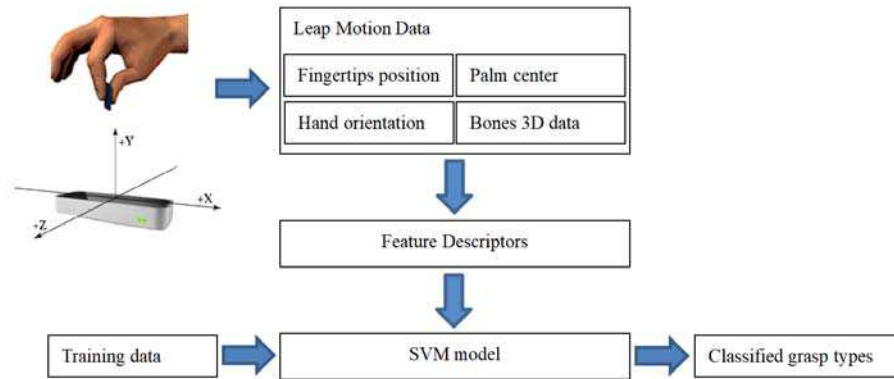 Leap Motion Data
Fingertips position
Palm center
Hand orientation
Bones 3D data
+Y
+X
+Z
Feature Descriptors
Training data
SVM model
Classified grasp types